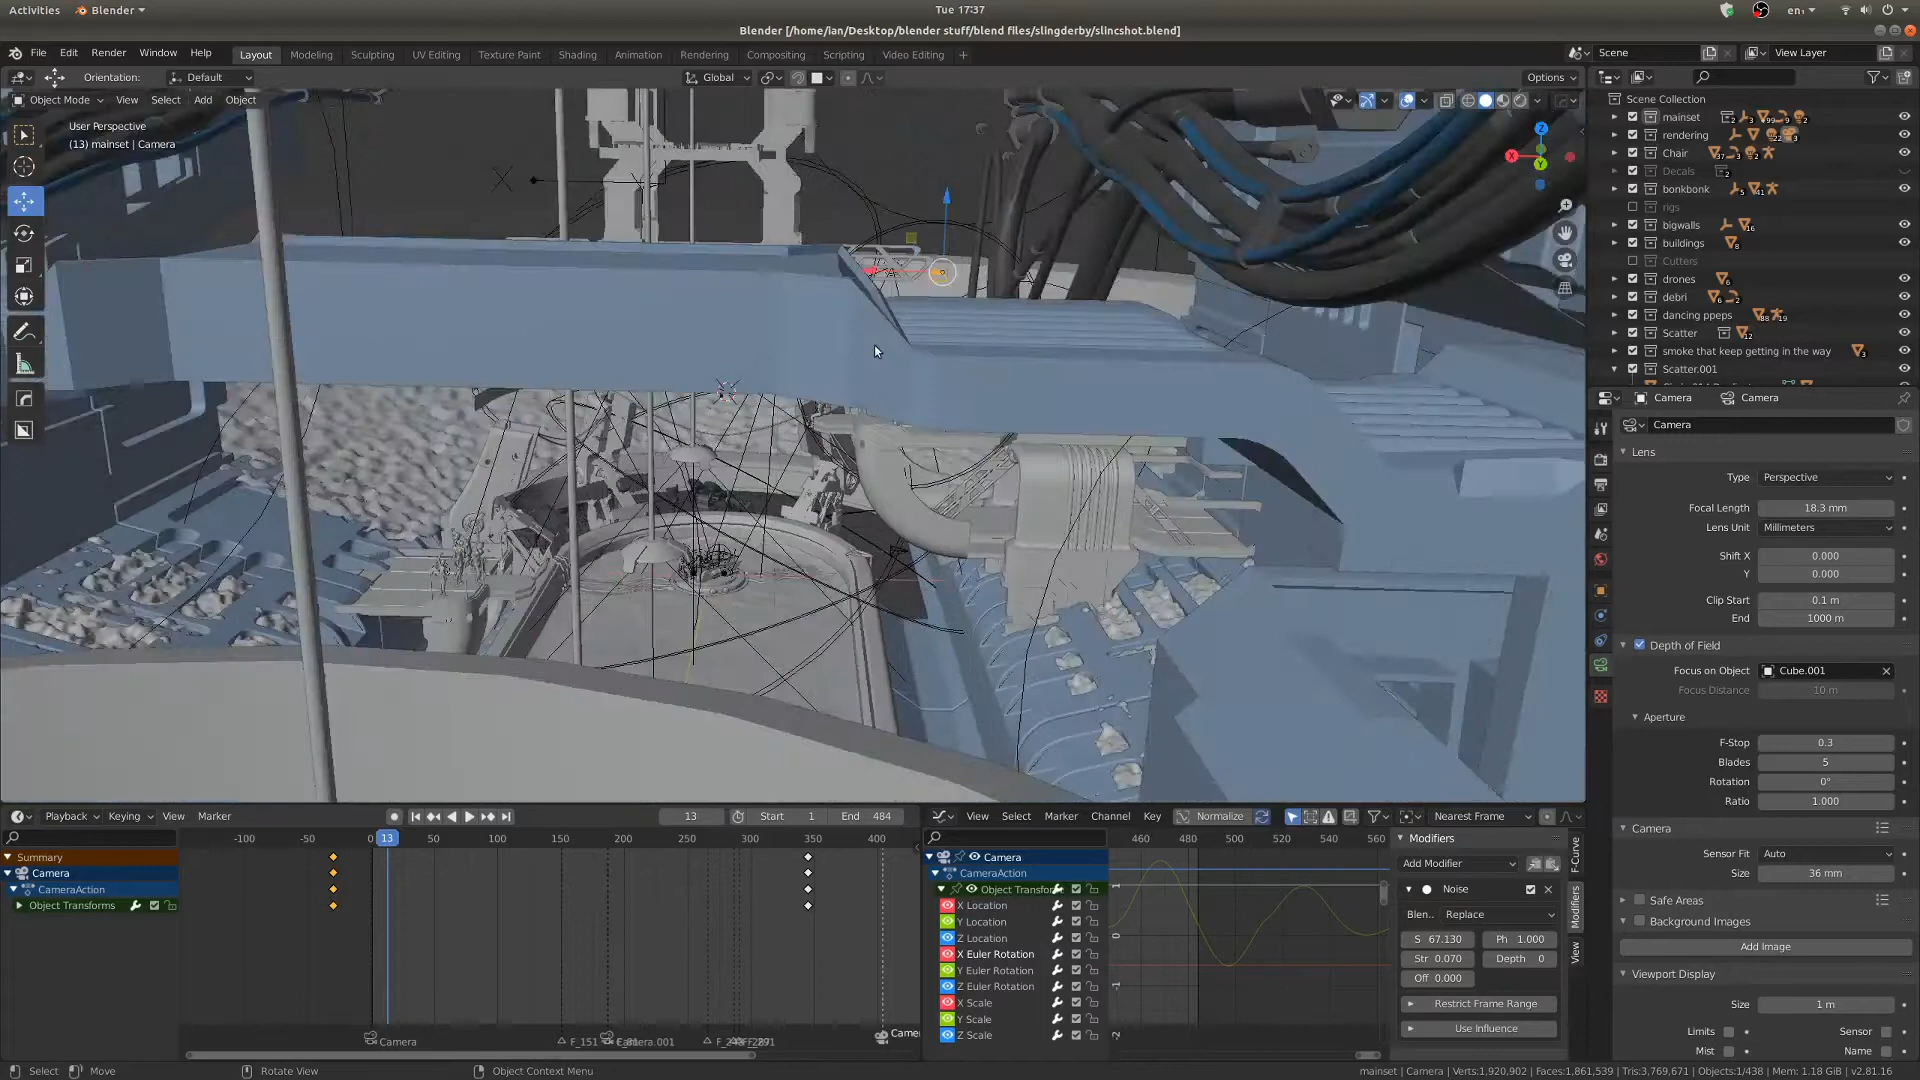 Activities Blender Tue 17:37 en₁
Blender [/home/ian/Desktop/blender stuff/blend files/slingderby/slincshot.blend]
File Edit Render Window Help Layout Modeling Sculpting UV Editing Texture Paint Shading Animation Rendering Compositing Scripting Video Editing + Scene View Layer
Orientation: Default Global Options
Object Mode View Select Add Object
User Perspective
(13) mainset | Camera
Z
X
Y
Scene Collection
mainset
rendering
Chair
Decals
bonkbonk
rigs
bigwalls
buildings
Cutters
drones
debri
dancing ppeps
Scatter
smoke that keep getting in the way
Scatter.001
Camera Camera
Camera
Lens
Type Perspective
Focal Length 18.3 mm
Lens Unit Millimeters
Shift X 0.000
Y 0.000
Clip Start 0.1 m
End 1000 m
Depth of Field
Focus on Object Cube.001
Focus Distance 10 m
Aperture
F-Stop 0.3
Blades 5
Rotation 0°
Ratio 1.000
Camera
Sensor Fit Auto
Size 36 mm
Safe Areas
Background Images
Add Image
Viewport Display
Size 1 m
Limits Sensor
Mist Name
Playback Keying View Marker 13 Start 1 End 484
-100 -50 0 13 50 100 150 200 250 300 350 400
Summary
Camera
CameraAction
Object Transforms
Camera F_151 Camera.001
View Select Marker Channel Key Normalize Nearest Frame
460 480 500 520 540 560
Camera
CameraAction
Object Transform
X Location
Y Location
Z Location
X Euler Rotation
Y Euler Rotation
Z Euler Rotation
X Scale
Y Scale
Z Scale
1
0
-1
-2
Modifiers
Add Modifier
Noise
Blen.. Replace
S 67.130 Ph 1.000
Str 0.070 Depth 0
Off 0.000
Restrict Frame Range
Use Influence
F-Curve
Modifiers
View
Select Move Rotate View Object Context Menu mainset | Camera | Verts:1,920,902 | Faces:1,861,539 | Tris:3,769,671 | Objects:1/438 | Mem: 1.18 GiB | v2.81.16